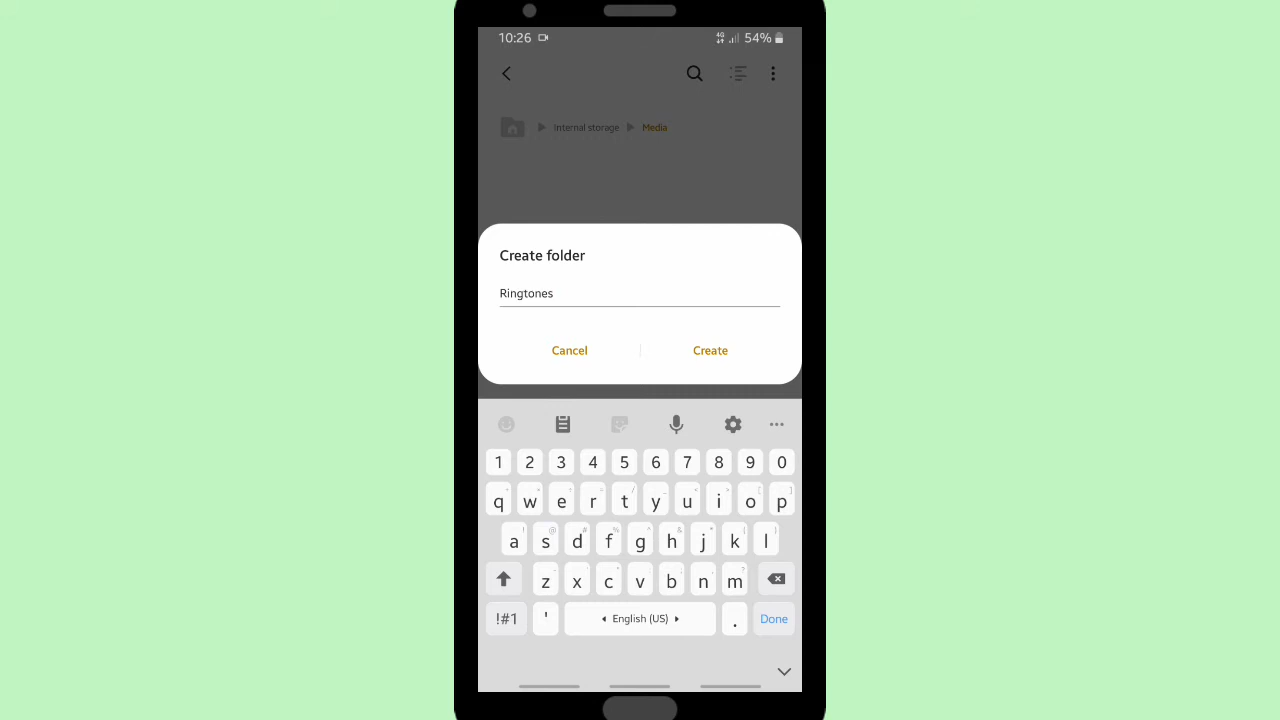 10:26 4G 54%
Internal storage Media
Create folder
Ringtones
Cancel Create
1 2 3 4 5 6 7 8 9 0
q w e r t y u i o p
a s d f g h j k l
z x c v b n m
!#1 ' English (US) . Done